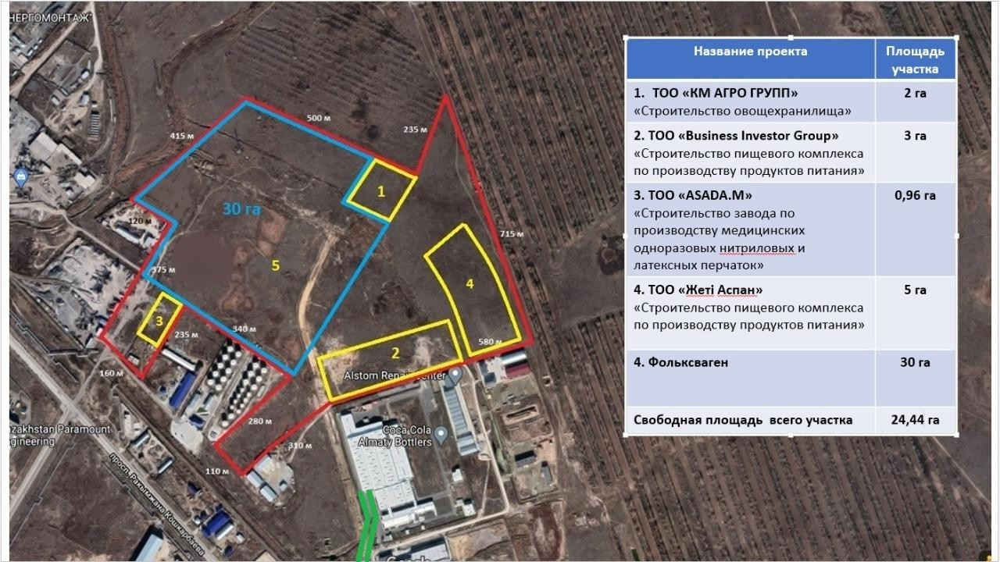 НЕРГОМОНТАЖ"
500 м
415 м
235 м
120 м
30 га
1
5
715 м
375 м
4
3
235 м
340 м
2
580 м
160 м
Alstom Repair Center
280 м
310 м
110 м
zakhstan Paramount
gineering
Coca Cola
Almaty Bottlers
просп. Ракымжана Кошкарбаева
Название проекта
Площадь
участка
1. ТОО «КМ АГРО ГРУПП»
«Строительство овощехранилища»
2 га
2. ТОО «Business Investor Group»
«Строительство пищевого комплекса
по производству продуктов питания»
3 га
3. ТОО «ASADA.M»
«Строительство завода по
производству медицинских
одноразовых нитриловых и
латексных перчаток»
0,96 га
4. ТОО «Жеті Аспан»
«Строительство пищевого комплекса
по производству продуктов питания»
5 га
4. Фольксваген
30 га
Свободная площадь всего участка
24,44 га